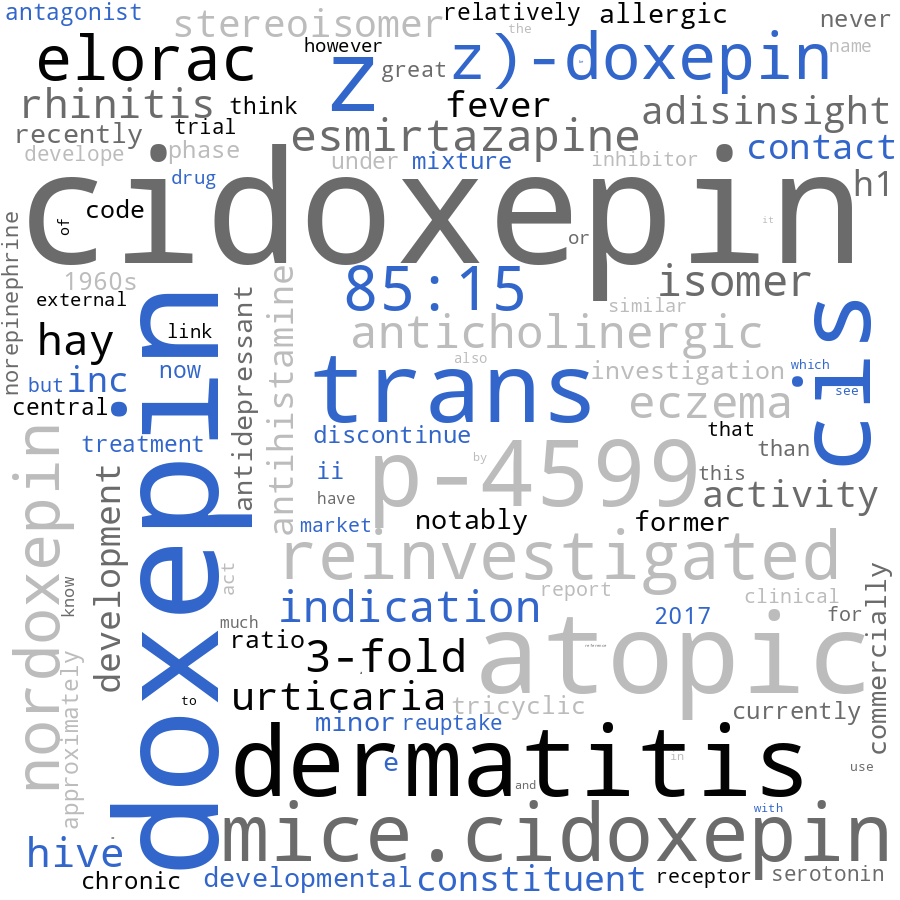 antagonist
stereoisomer
relatively
allergic
never
the
elorac
however
z
great
z)-doxepin
name
rhinitis
think
fever
adisinsight
recently
trial
esmirtazapine
contact
develope
phase
under
mixture
inhibitor
drug
h1
cidoxepin
code
of
or
it
norepinephrine
1960s
external
85:15
isomer
similar
hay
link
antidepressant
antihistamine
anticholinergic
cis
also
now
but
inc
trans
investigation
which
see
central
doxepin
eczema
treatment
discontinue
that
than
nordoxepin
development
ii
p-4599
by
this
have
activity
market
notably
former
reinvestigated
know
act
report
clinical
commercially
indication
2017
for
much
ratio
3-fold
atopic
reference
approximately
to
urticaria
tricyclic
currently
minor
reuptake
dermatitis
e
in
use
and
mice.cidoxepin
with
hive
chronic
developmental
constituent
receptor
serotonin